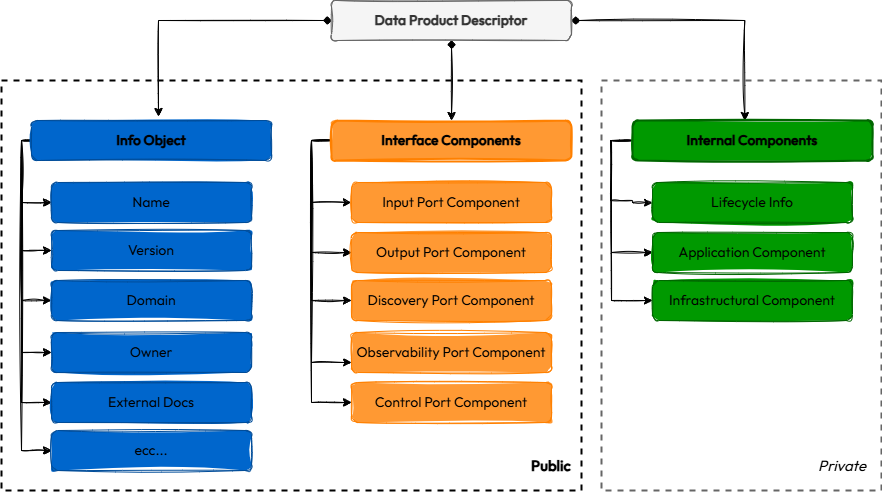 Data Product Descriptor
Info Object
Name
Version
Domain
Owner
External Docs
ecc...
Interface Components
Input Port Component
Output Port Component
Discovery Port Component
Observability Port Component
Control Port Component
Public
Internal Components
Lifecycle Info
Application Component
Infrastructural Component
Private